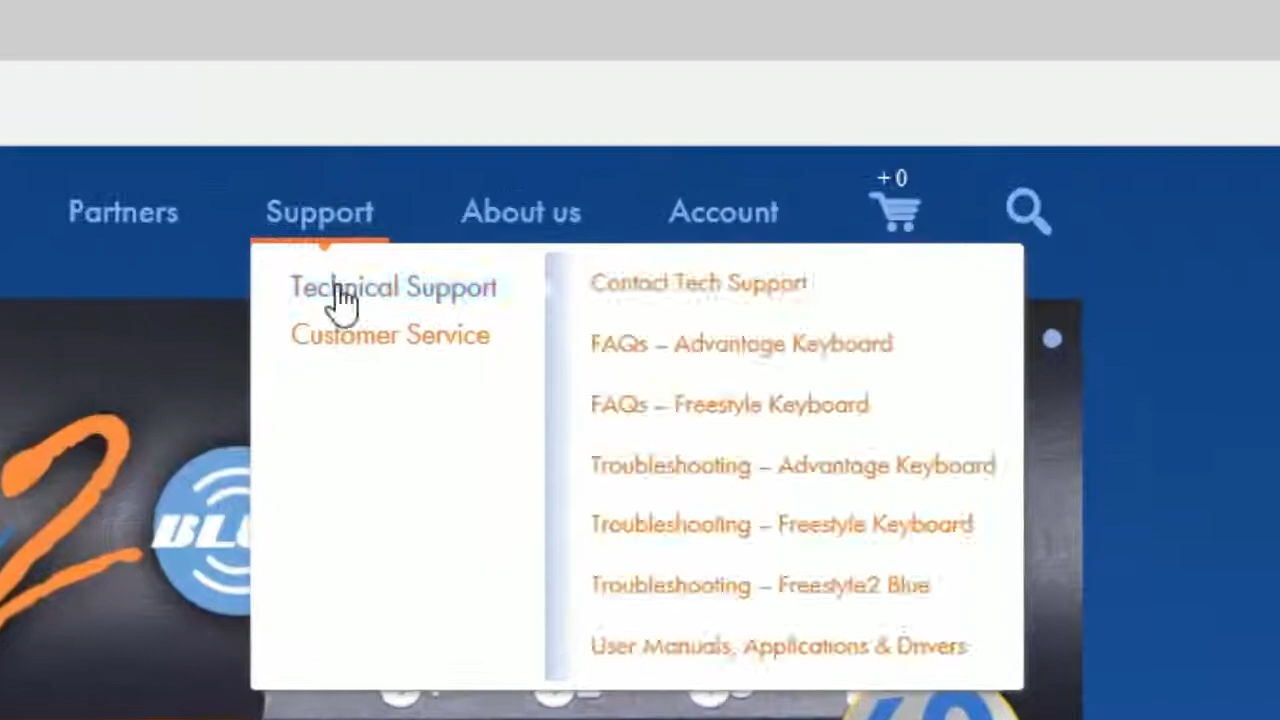 + 0
Partners
Support
About us
Account
Technical Support
Customer Service
Contact Tech Support
FAQs – Advantage Keyboard
FAQs – Freestyle Keyboard
Troubleshooting – Advantage Keyboard
Troubleshooting – Freestyle Keyboard
Troubleshooting – Freestyle2 Blue
User Manuals, Applications & Drivers
2